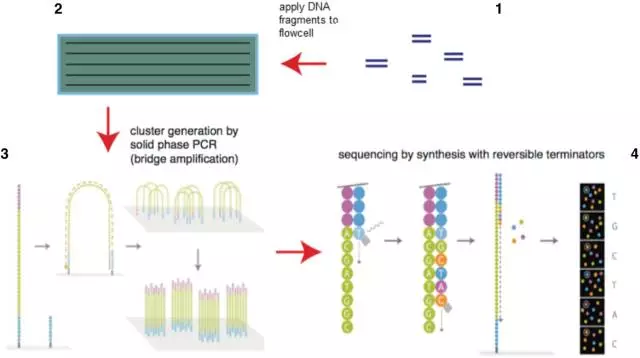 2
apply DNA
fragments to
flowcell
1
cluster generation by
solid phase PCR
(bridge amplification)
3
sequencing by synthesis with reversible terminators
4
A T
C
G
A
T
G
G
C
A T
C G
G C
A T
T A
G C
G
C
T
G
C
Y
A
C